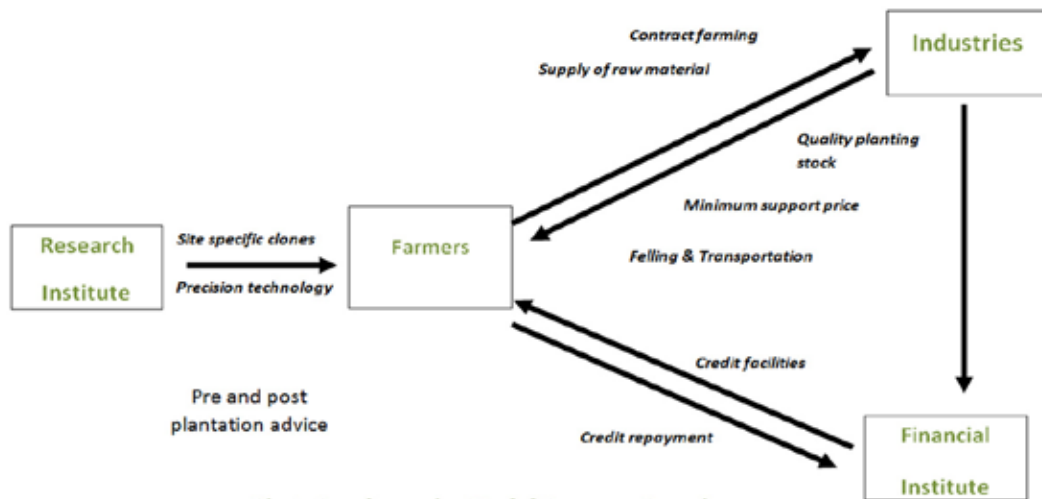 Contract farming
Industries
Supply of raw material
Quality planting
stock
Minimum support price
Research
Institute
Site specific clones
Precision technology
Farmers
Felling & Transportation
Credit facilities
Pre and post
plantation advice
Credit repayment
Financial
Institute